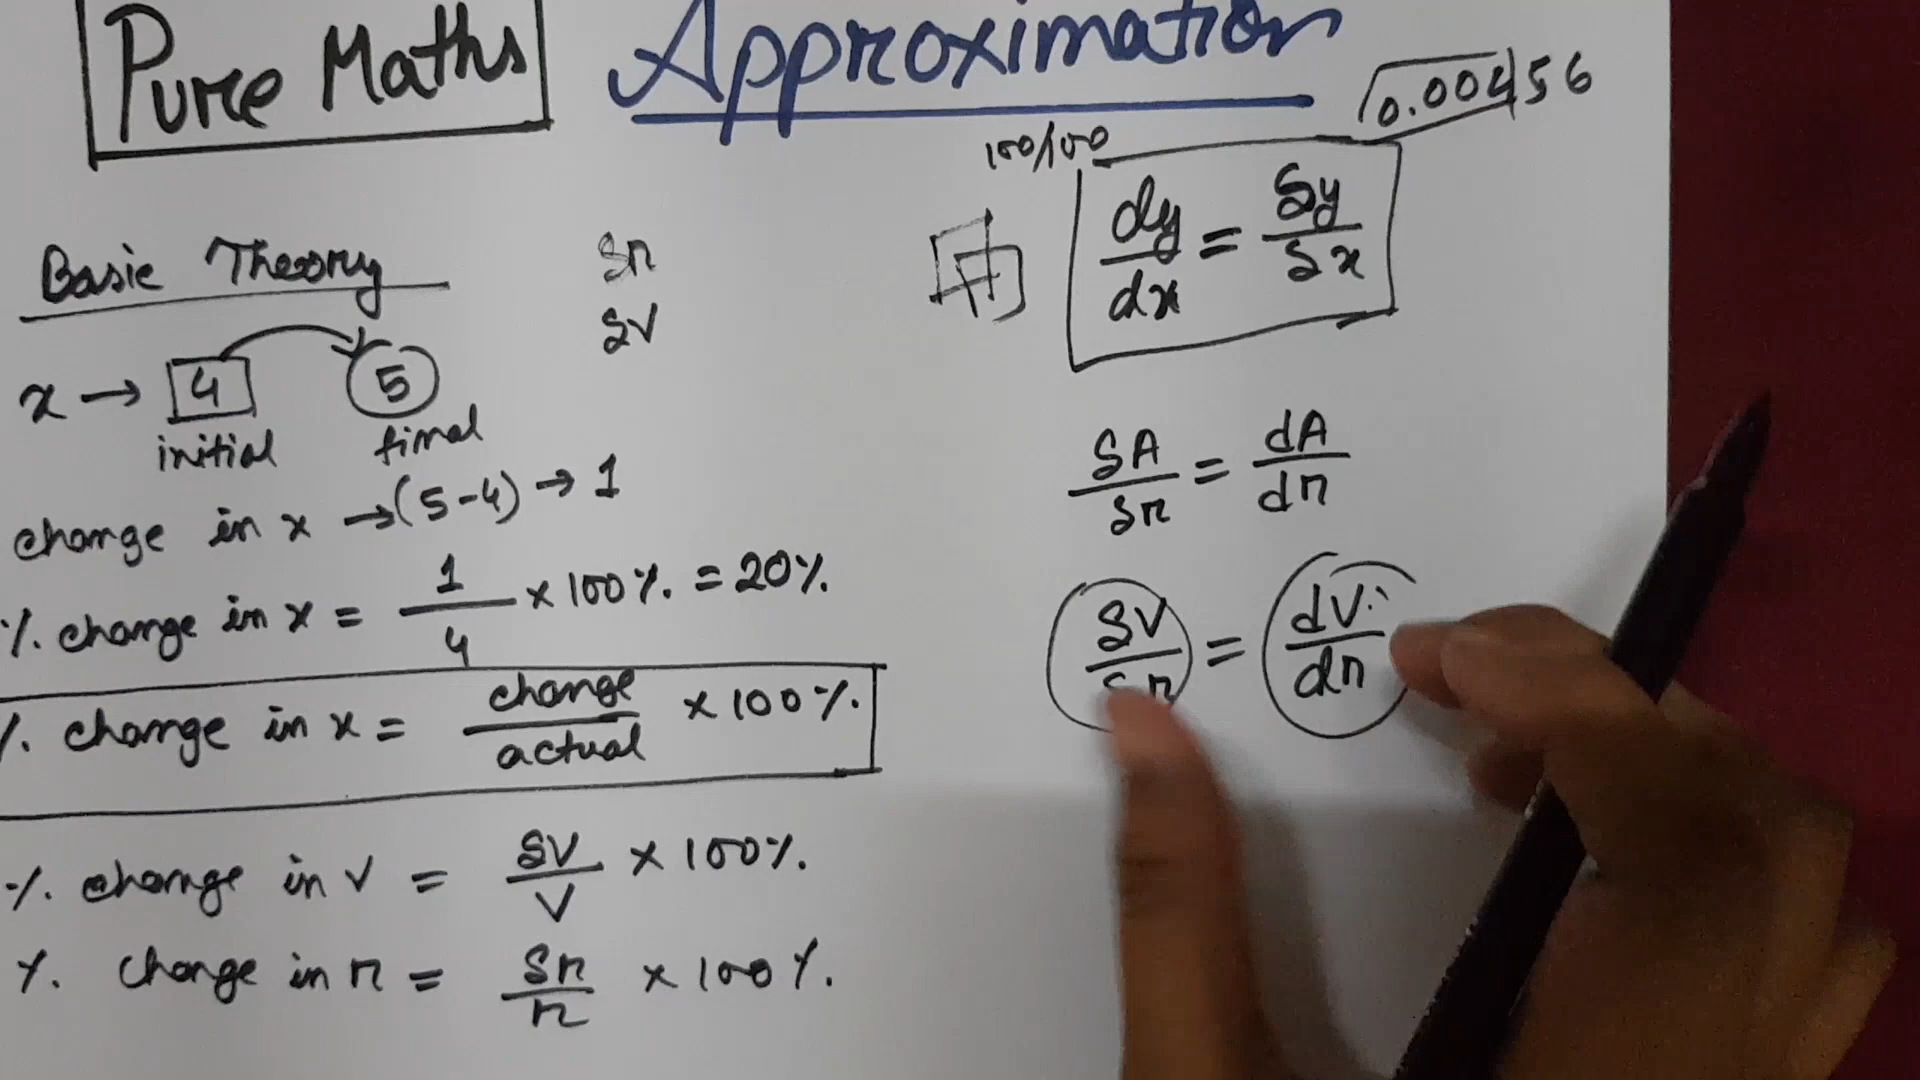 Pure Maths
Approximation
0.00456
100/100
dy/dx = δy/δx
Basic Theory
δr
δV
x → 4 5
initial final
change in x → (5-4) → 1
% change in x = 1/4 × 100% = 20%
% change in x = change/actual × 100%
% change in V = δV/V × 100%
% change in r = δr/r × 100%
δA/δr = dA/dr
δV/δr = dV/dr